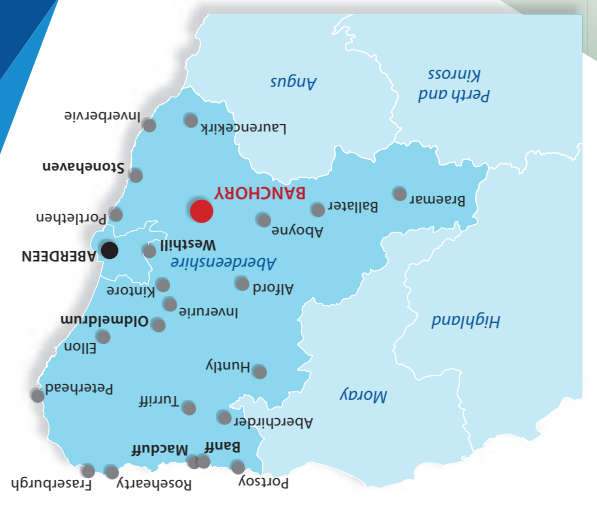 Portsoy
Rosehearty
Fraserburgh
Banff
Macduff
Aberchirder
Turriff
Peterhead
Moray
Huntly
Ellon
Oldmeldrum
Highland
Inverurie
Kintore
Alford
Aberdeenshire
ABERDEEN
Westhill
Aboyne
Portlethen
Braemar
Ballater
BANCHORY
Stonehaven
Laurencekirk
Inverbervie
Perth and
Kinross
Angus